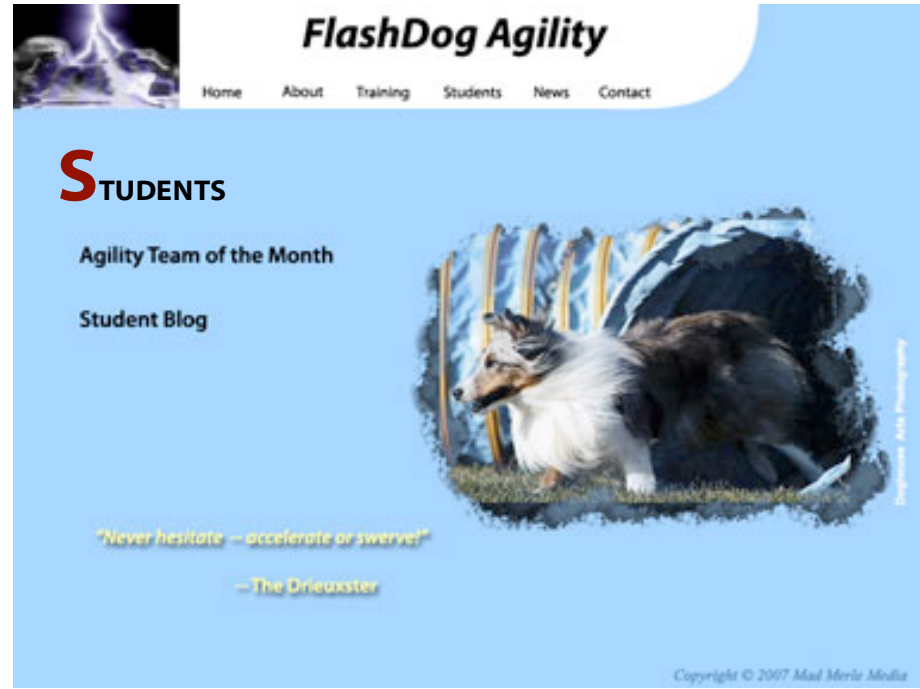 FlashDog Agility
Home About Training Students News Contact
STUDENTS
Agility Team of the Month
Student Blog
Doghouse Arts Photography
"Never hesitate – accelerate or swerve!"
– The Drieuxster
Copyright © 2007 Mad Merle Media